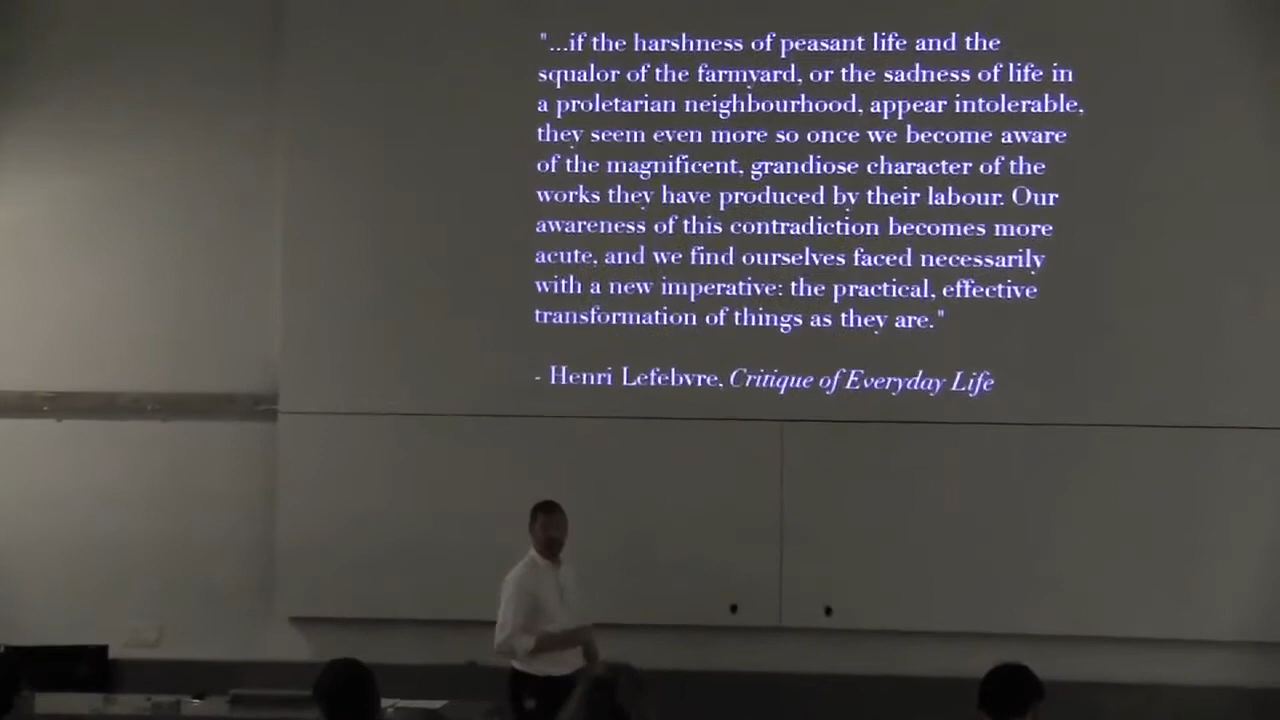 "...if the harshness of peasant life and the
squalor of the farmyard, or the sadness of life in
a proletarian neighbourhood, appear intolerable,
they seem even more so once we become aware
of the magnificent, grandiose character of the
works they have produced by their labour. Our
awareness of this contradiction becomes more
acute, and we find ourselves faced necessarily
with a new imperative: the practical, effective
transformation of things as they are."
- Henri Lefebvre, Critique of Everyday Life